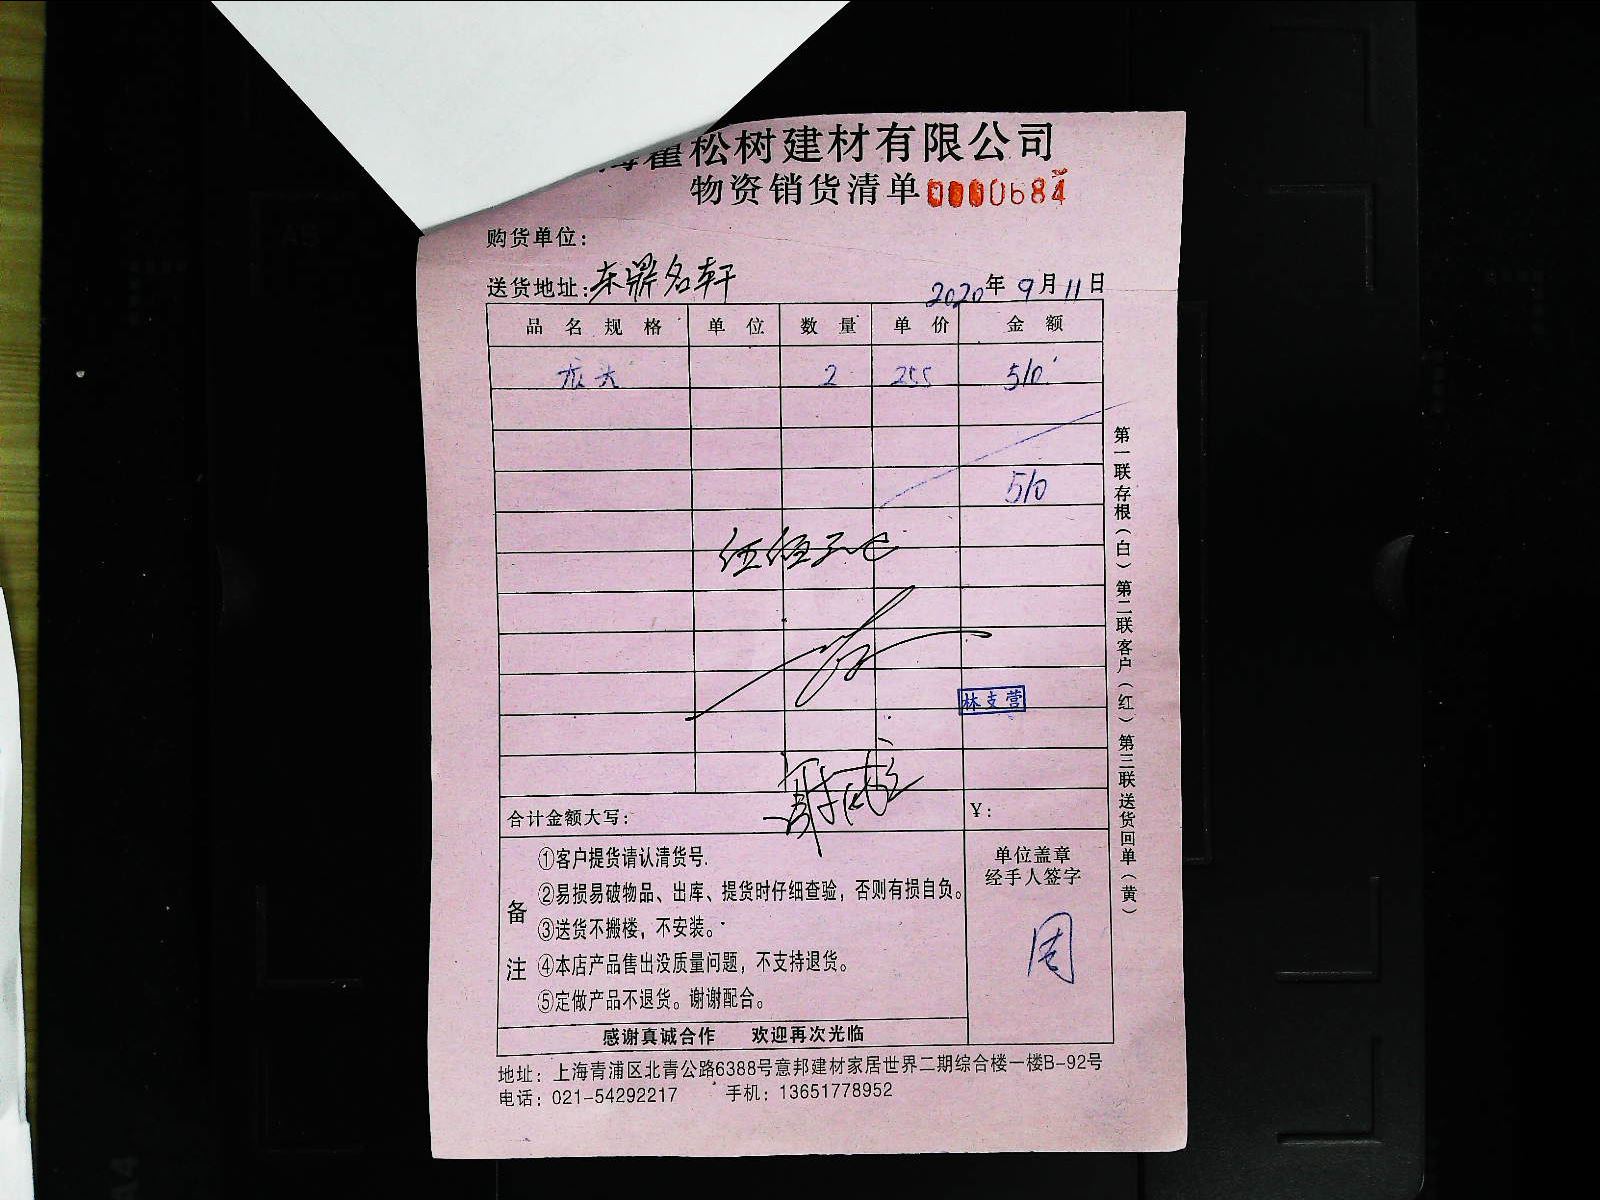 松树建材有限公司
物资销货清单 0000684
购货单位：
送货地址：东鼎名轩 2020年9月11日
品名规格 单位 数量 单价 金额
龙头 2 255 510
510
林支营
合计金额大写： ¥：
备注
①客户提货请认清货号.
②易损易破物品、出库、提货时仔细查验，否则有损自负。
③送货不搬楼，不安装。
④本店产品售出没质量问题，不支持退货。
⑤定做产品不退货。谢谢配合。
单位盖章
经手人签字
周
感谢真诚合作 欢迎再次光临
第一联存根（白）第二联客户（红）第三联送货回单（黄）
地址：上海青浦区北青公路6388号意邦建材家居世界二期综合楼一楼B-92号
电话：021-54292217 手机：13651778952